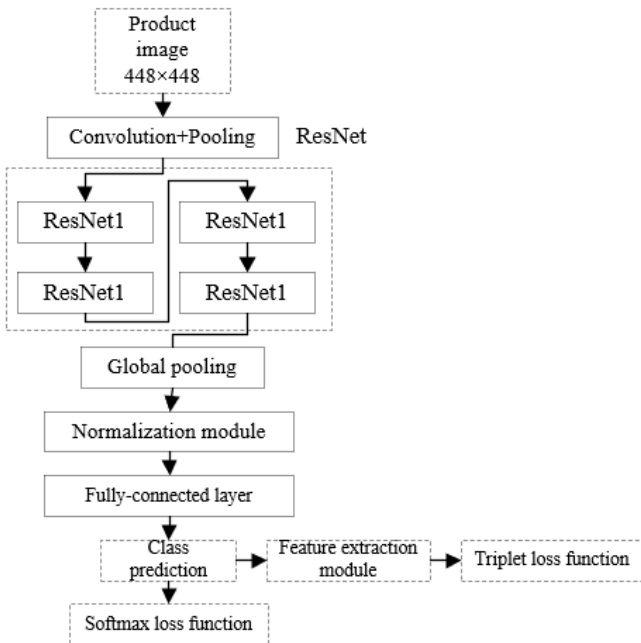 Product
image
448×448
Convolution+Pooling
ResNet
ResNet1
ResNet1
ResNet1
ResNet1
Global pooling
Normalization module
Fully-connected layer
Class
prediction
Feature extraction
module
Triplet loss function
Softmax loss function